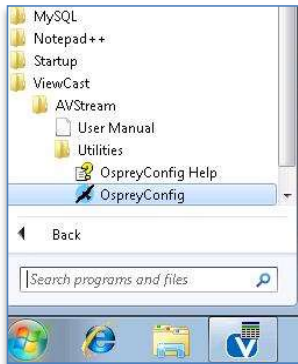 MySQL
Notepad++
Startup
ViewCast
AVStream
User Manual
Utilities
OspreyConfig Help
OspreyConfig
Back
Search programs and files